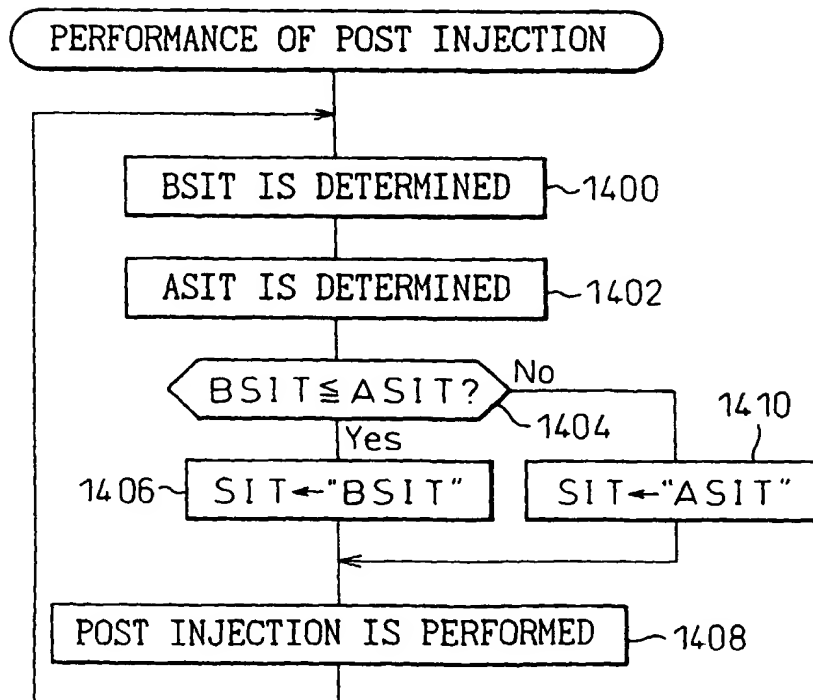 PERFORMANCE OF POST INJECTION
BSIT IS DETERMINED
1400
ASIT IS DETERMINED
1402
BSIT≦ASIT?
No
1404
1410
Yes
1406
SIT←"BSIT"
SIT←"ASIT"
POST INJECTION IS PERFORMED
1408